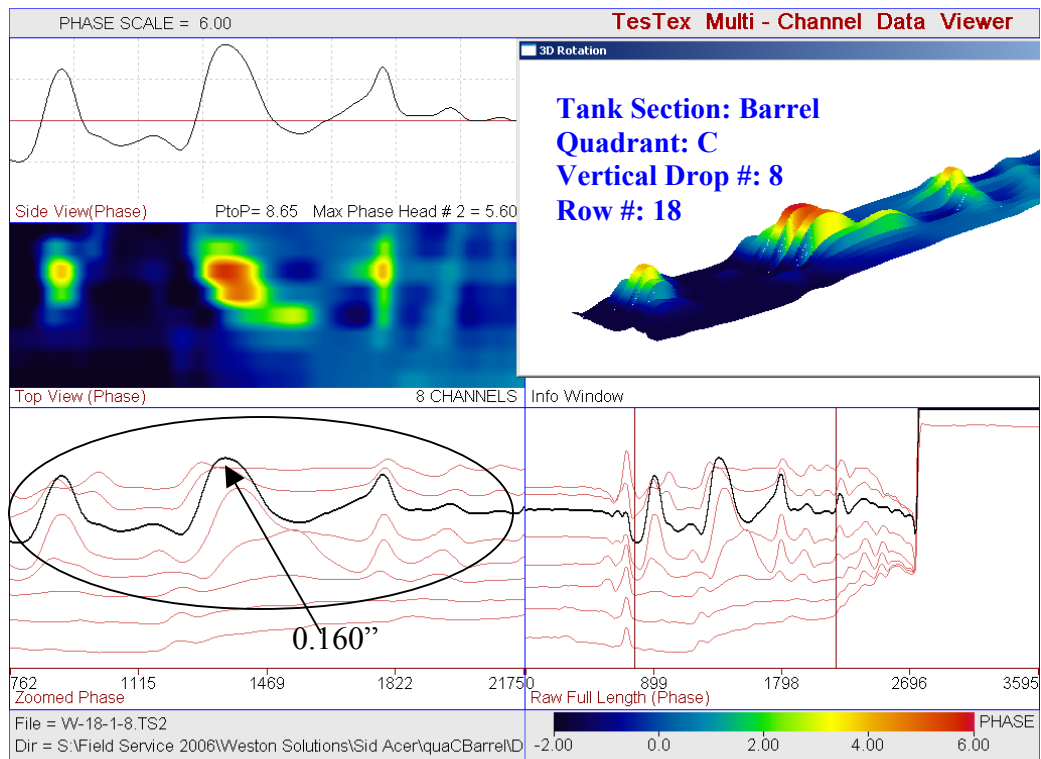 PHASE SCALE = 6.00
TesTex Multi - Channel Data Viewer
3D Rotation
Tank Section: Barrel
Quadrant: C
Vertical Drop #: 8
Row #: 18
Side View(Phase) PtoP= 8.65 Max Phase Head # 2 = 5.60
Top View (Phase) 8 CHANNELS
Info Window
0.160”
762 1115 1469 1822 2175
Zoomed Phase
0 899 1798 2696 3595
Raw Full Length (Phase)
File = W-18-1-8.TS2
Dir = S:\Field Service 2006\Weston Solutions\Sid Acer\quaCBarrel\D
PHASE
-2.00 0.0 2.00 4.00 6.00